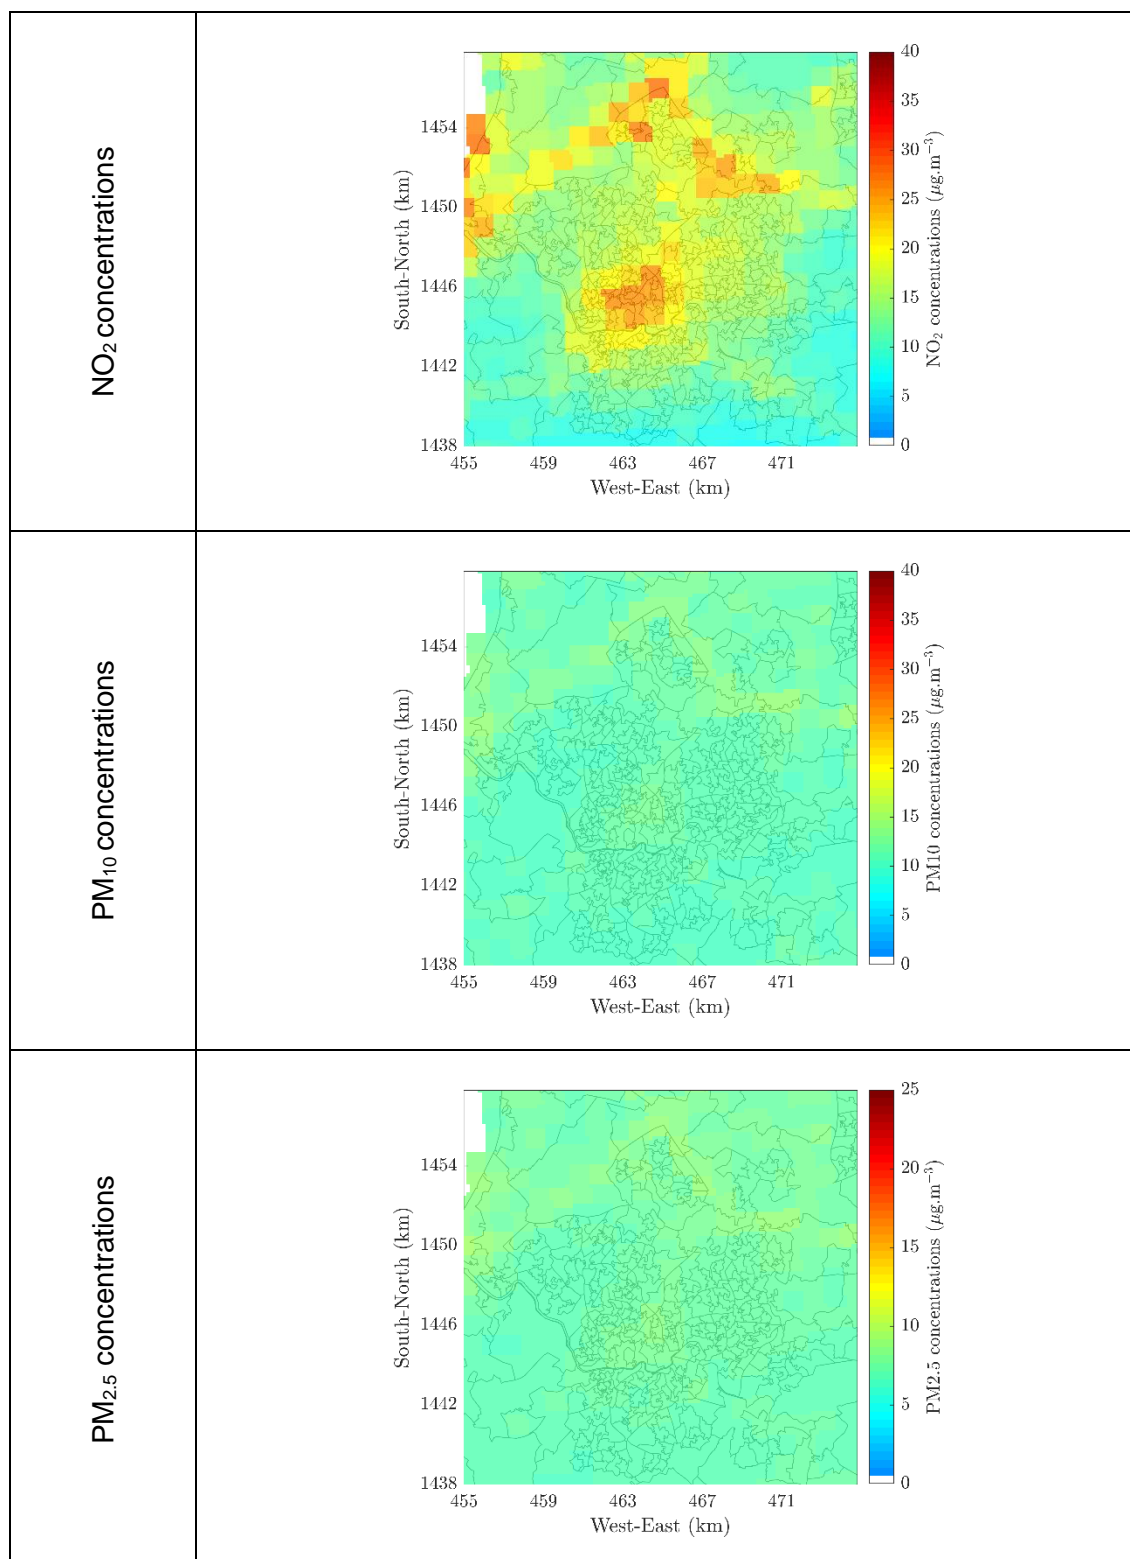 NO₂ concentrations
1454
1450
1446
1442
1438
South-North (km)
455 459 463 467 471
West-East (km)
40
35
30
25
20
15
10
5
0
NO₂ concentrations (μg.m⁻³)
PM₁₀ concentrations
1454
1450
1446
1442
1438
South-North (km)
455 459 463 467 471
West-East (km)
40
35
30
25
20
15
10
5
0
PM10 concentrations (μg.m⁻³)
PM₂.₅ concentrations
1454
1450
1446
1442
1438
South-North (km)
455 459 463 467 471
West-East (km)
25
20
15
10
5
0
PM2.5 concentrations (μg.m⁻³)